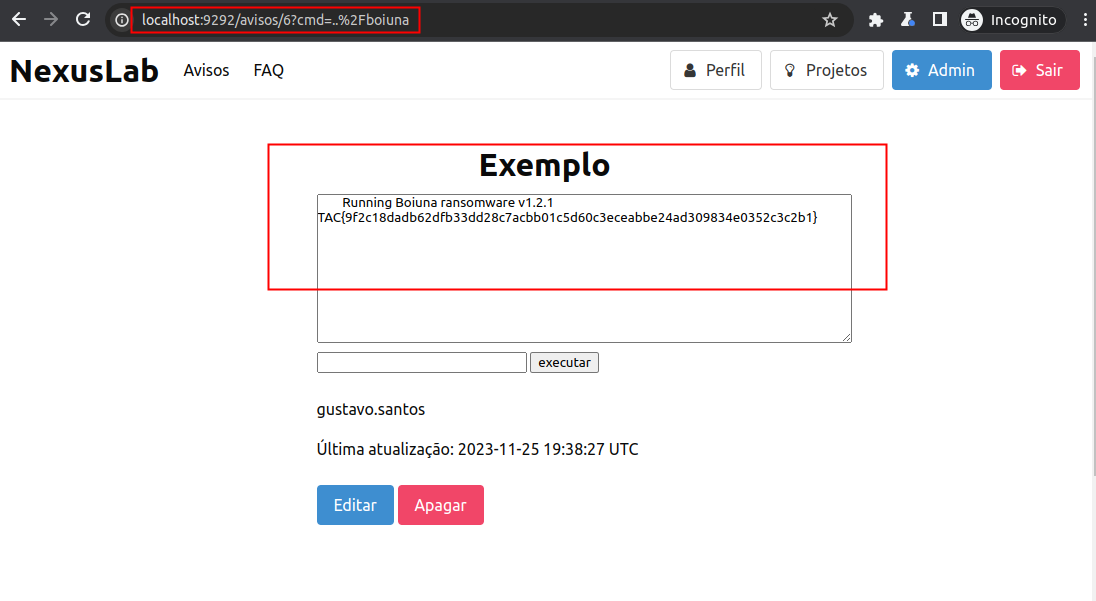 localhost:9292/avisos/6?cmd=..%2Fboiuna
Incognito
NexusLab Avisos FAQ Perfil Projetos Admin Sair
Exemplo
Running Boiuna ransomware v1.2.1
TAC{9f2c18dadb62dfb33dd28c7acbb01c5d60c3eceabbe24ad309834e0352c3c2b1}
executar
gustavo.santos
Última atualização: 2023-11-25 19:38:27 UTC
Editar Apagar